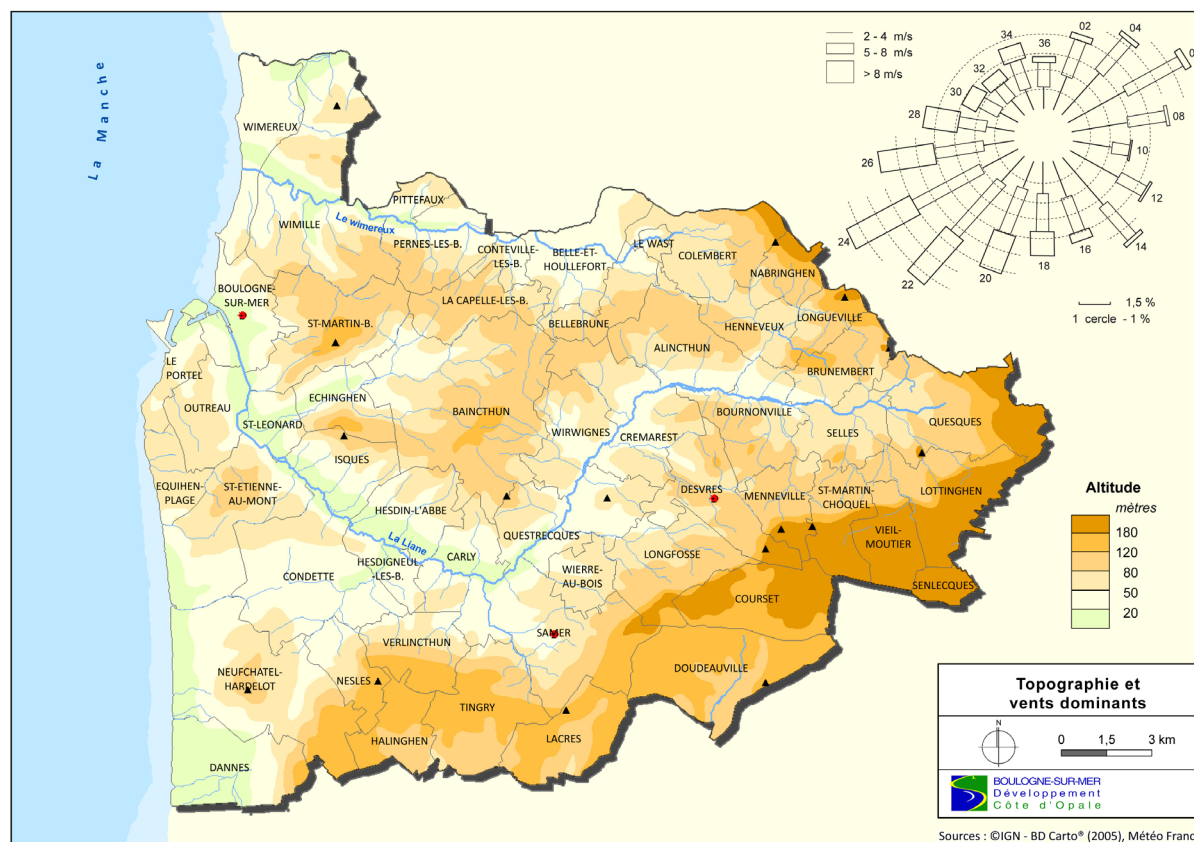 La Manche
2 - 4 m/s
5 - 8 m/s
> 8 m/s
36
02
04
08
10
12
14
16
18
20
22
24
26
28
30
32
34
1,5 %
1 cercle - 1 %
WIMEREUX
PITTEFAUX
Le wimereux
WIMILLE
PERNES-LES-B.
CONTEVILLE
-LES-B.
BELLE-ET-
HOULLEFORT
LE WAST
COLEMBERT
NABRINGHEN
BOULOGNE-
SUR-MER
LA CAPELLE-LES-B.
ST-MARTIN-B.
BELLEBRUNE
HENNEVEUX
LONGUEVILLE
ALINCTHUN
LE
PORTEL
BRUNEMBERT
OUTREAU
ECHINGHEN
BAINCTHUN
ST-LEONARD
WIRWIGNES
CREMAREST
BOURNONVILLE
SELLES
QUESQUES
ISQUES
EQUIHEN-
PLAGE
ST-ETIENNE-
AU-MONT
DESVRES
MENNEVILLE
ST-MARTIN-
CHOQUEL
LOTTINGHEN
HESDIN-L'ABBE
QUESTRECQUES
VIEIL-
MOUTIER
La Liane
CARLY
LONGFOSSE
CONDETTE
HESDIGNEUL
-LES-B.
WIERRE-
AU-BOIS
SENLECQUES
COURSET
SAMER
VERLINCTHUN
NEUFCHATEL-
HARDELOT
NESLES
DOUDEAUVILLE
TINGRY
HALINGHEN
LACRES
DANNES
Altitude
mètres
180
120
80
50
20
Topographie et
vents dominants
N
0 1,5 3 km
BOULOGNE-SUR-MER
Développement
Côte d'Opale
Sources : ©IGN - BD Carto® (2005), Météo Franc